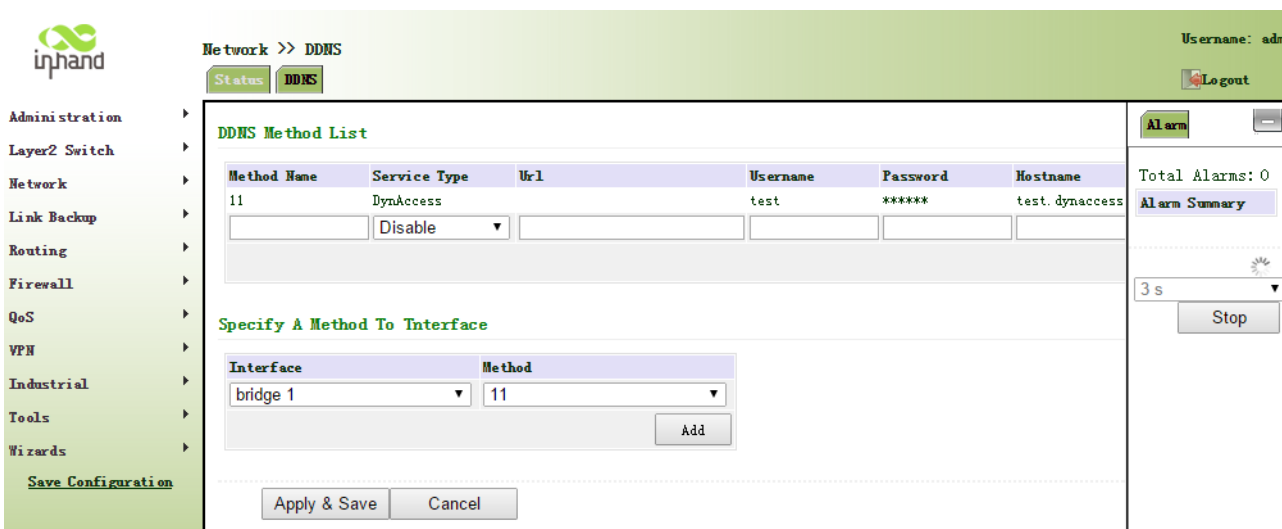 inhand
Network >> DDNS
Username: adm
Status DDNS
Logout
Administration
Layer2 Switch
Network
Link Backup
Routing
Firewall
QoS
VPN
Industrial
Tools
Wizards
Save Configuration
DDNS Method List
Method Name Service Type Url Username Password Hostname
11 DynAccess test ****** test.dynaccess
Disable
Specify A Method To Tnterface
Interface Method
bridge 1 11
Add
Apply & Save Cancel
Alarm
Total Alarms: 0
Alarm Summary
3 s
Stop